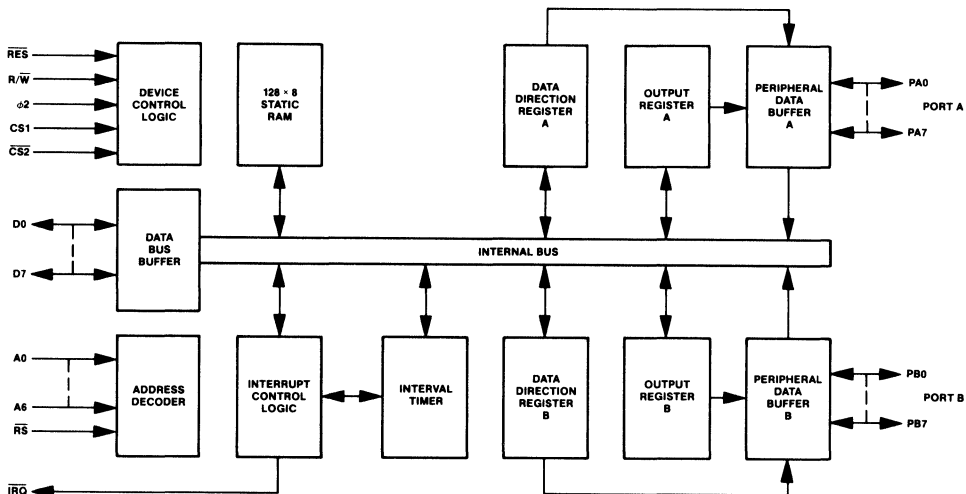 RES
R/W
ϕ2
CS1
CS2
DEVICE
CONTROL
LOGIC
128 × 8
STATIC
RAM
DATA
DIRECTION
REGISTER
A
OUTPUT
REGISTER
A
PERIPHERAL
DATA
BUFFER
A
PA0
PORT A
PA7
D0
D7
DATA
BUS
BUFFER
INTERNAL BUS
A0
A6
RS
ADDRESS
DECODER
INTERRUPT
CONTROL
LOGIC
INTERVAL
TIMER
DATA
DIRECTION
REGISTER
B
OUTPUT
REGISTER
B
PERIPHERAL
DATA
BUFFER
B
PB0
PORT B
PB7
IRQ